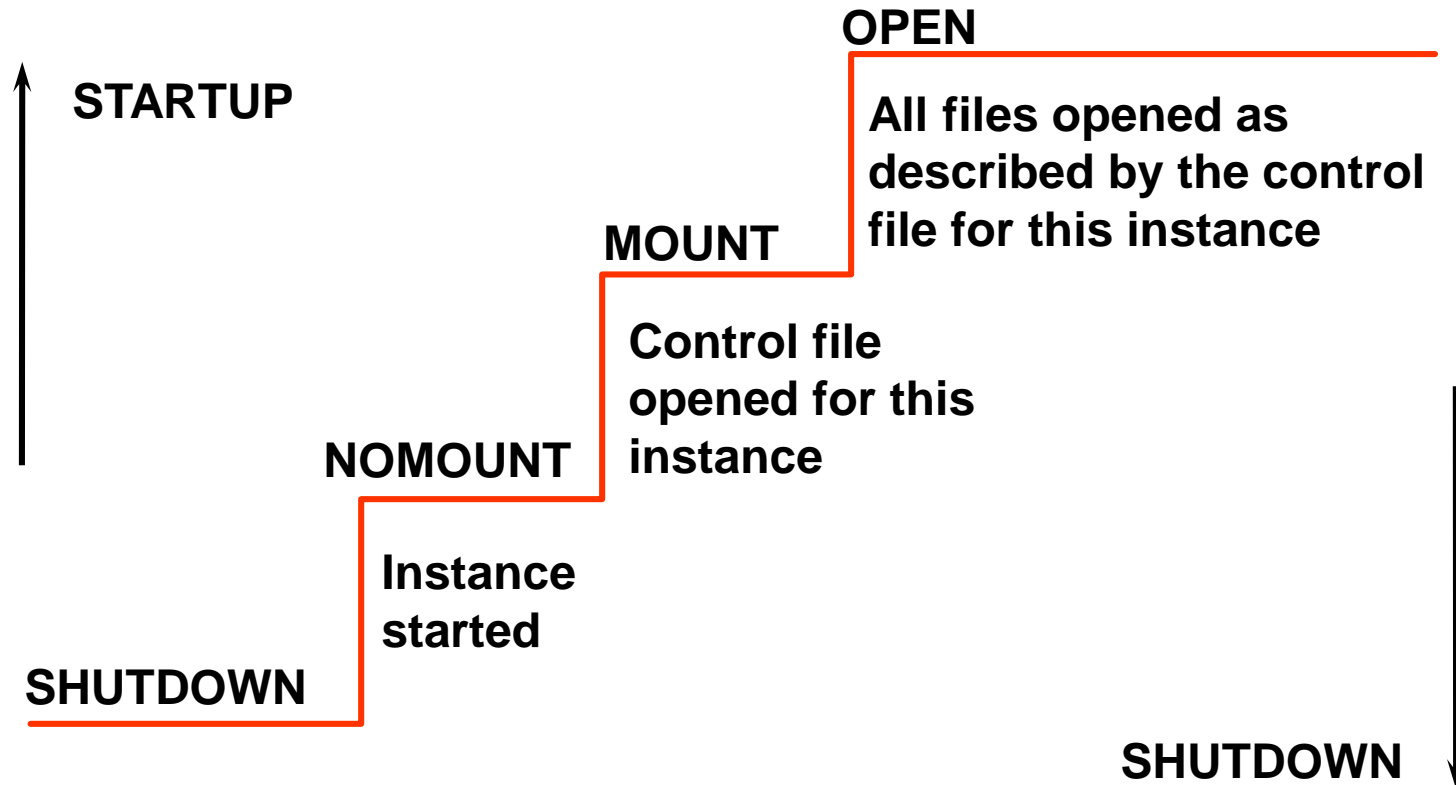 OPEN
STARTUP
All files opened as
described by the control
file for this instance
MOUNT
Control file
opened for this
instance
NOMOUNT
Instance
started
SHUTDOWN
SHUTDOWN